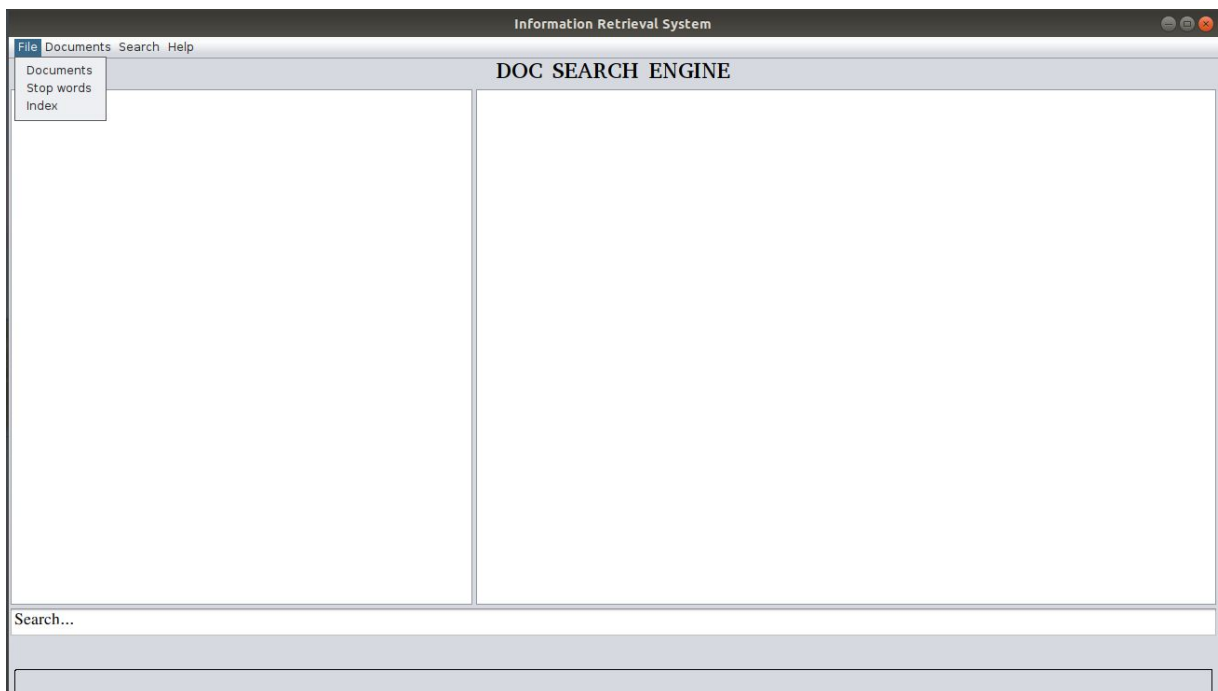 Information Retrieval System
File Documents Search Help
DOC SEARCH ENGINE
Documents
Stop words
Index
Search...